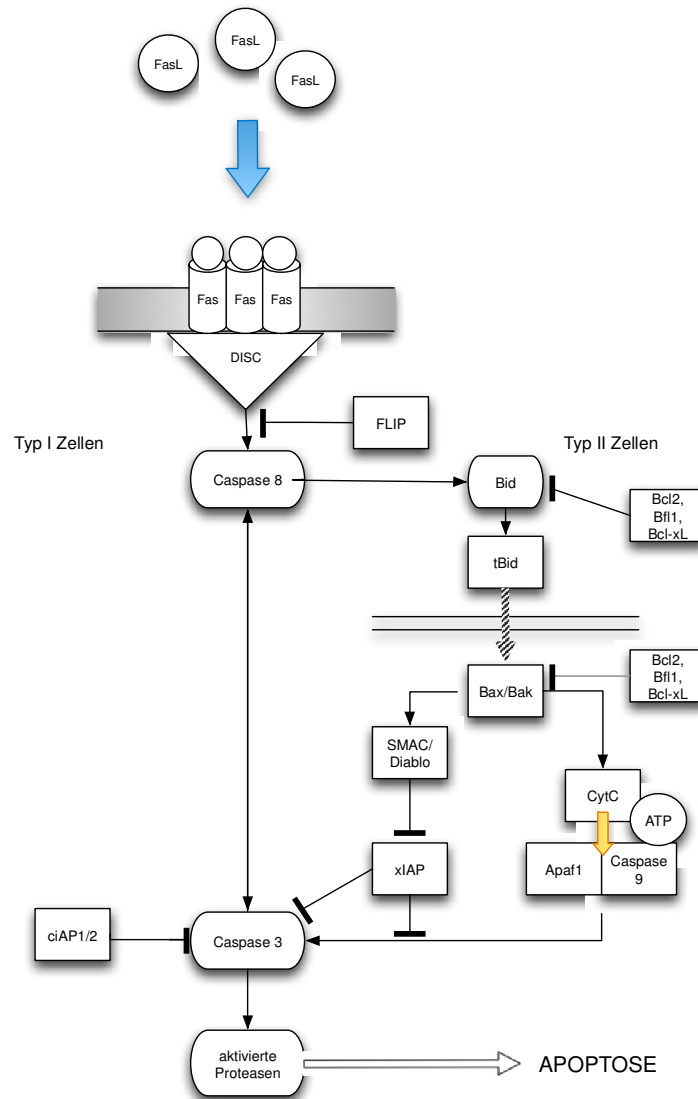 FasL
FasL
FasL
Fas
Fas
Fas
DISC
FLIP
Typ I Zellen
Typ II Zellen
Caspase 8
Bid
Bcl2,
Bfl1,
Bcl-xL
tBid
Bax/Bak
Bcl2,
Bfl1,
Bcl-xL
SMAC/
Diablo
CytC
ATP
xIAP
Apaf1
Caspase
9
ciAP1/2
Caspase 3
aktivierte
Proteasen
APOPTOSE